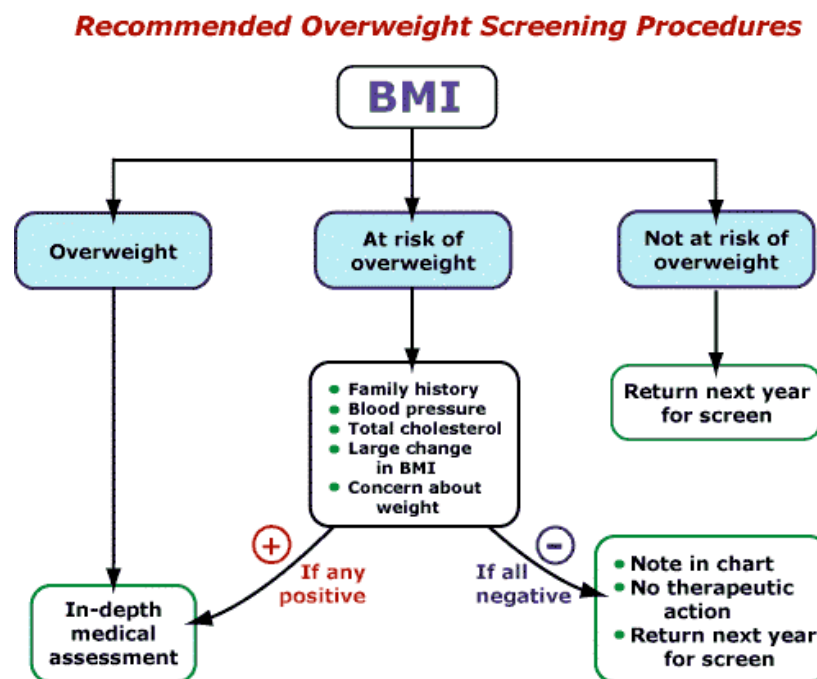 Recommended Overweight Screening Procedures
BMI
Overweight
At risk of
overweight
Not at risk of
overweight
Family history
Blood pressure
Total cholesterol
Large change
in BMI
Concern about
weight
Return next year
for screen
+
If any
positive
−
If all
negative
In-depth
medical
assessment
Note in chart
No therapeutic
action
Return next year
for screen